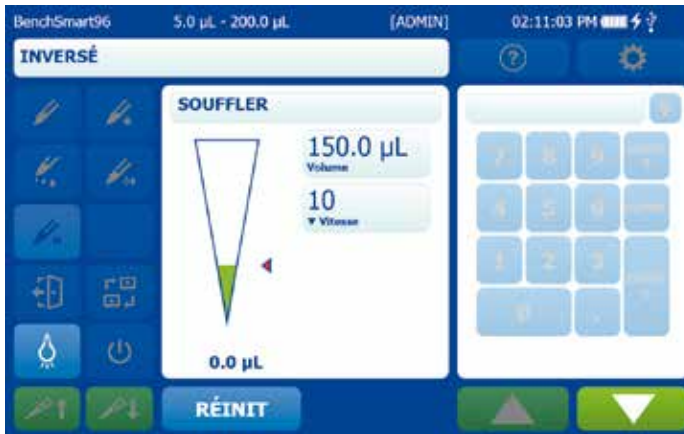 BenchSmart96 5.0 µL - 200.0 µL [ADMIN] 02:11:03 PM
INVERSÉ
?
SOUFFLER
150.0 µL
Volume
10
▼ Vitesse
0.0 µL
7 8 9
4 5 6
1 2 3
0 .
RÉINIT